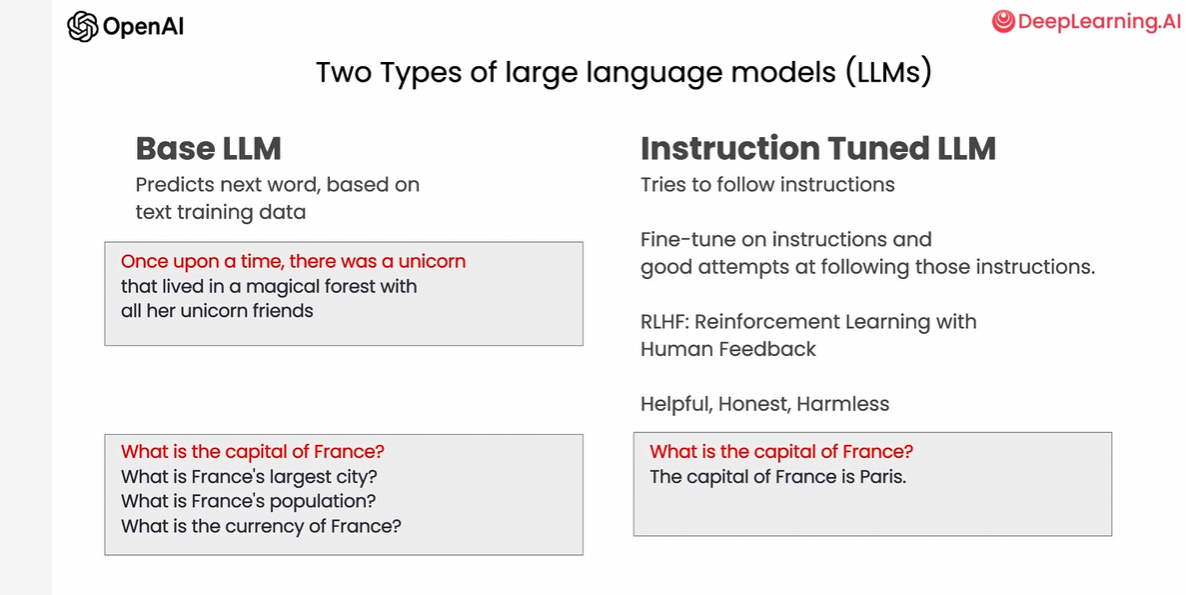 OpenAI
DeepLearning.AI
Two Types of large language models (LLMs)
Base LLM
Predicts next word, based on
text training data
Once upon a time, there was a unicorn
that lived in a magical forest with
all her unicorn friends
What is the capital of France?
What is France's largest city?
What is France's population?
What is the currency of France?
Instruction Tuned LLM
Tries to follow instructions
Fine-tune on instructions and
good attempts at following those instructions.
RLHF: Reinforcement Learning with
Human Feedback
Helpful, Honest, Harmless
What is the capital of France?
The capital of France is Paris.